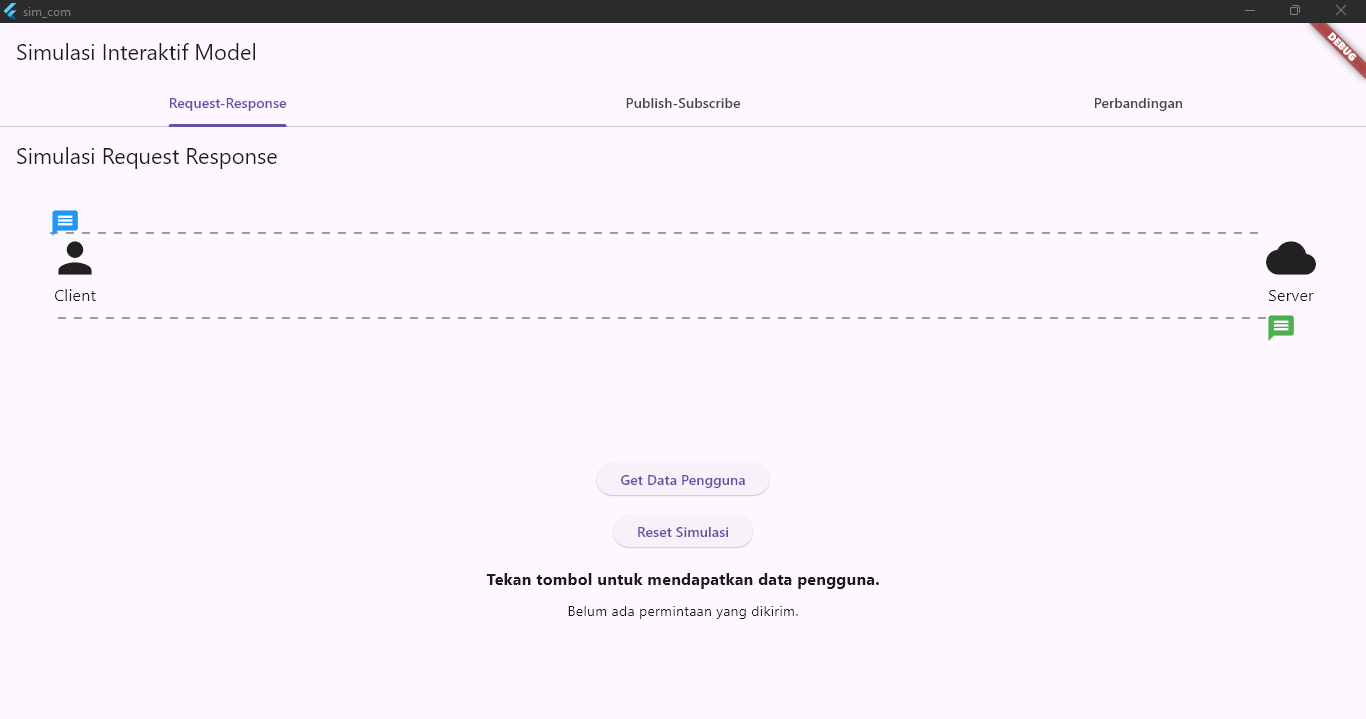 sim_com
Simulasi Interaktif Model
DEBUG
Request-Response
Publish-Subscribe
Perbandingan
Simulasi Request Response
Client
Server
Get Data Pengguna
Reset Simulasi
Tekan tombol untuk mendapatkan data pengguna.
Belum ada permintaan yang dikirim.